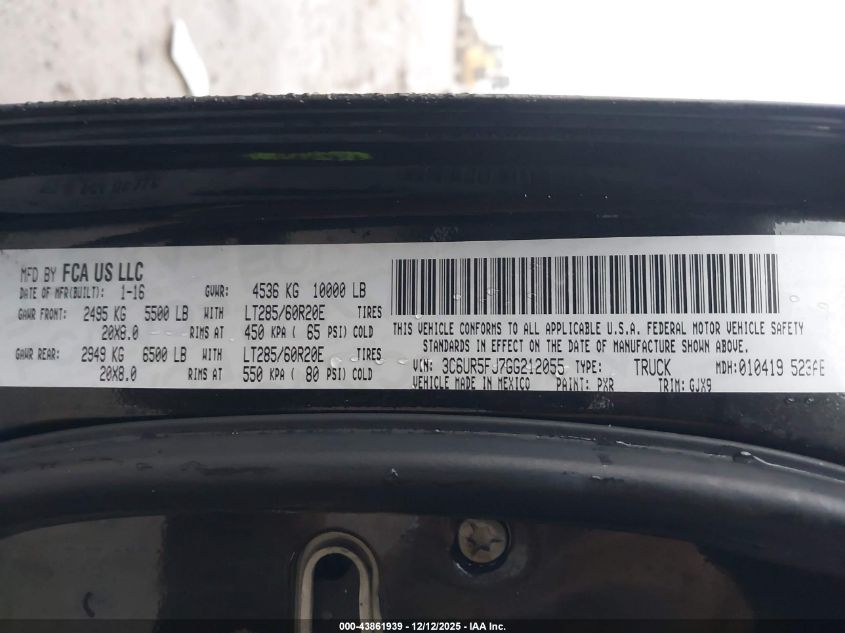 MFD BY FCA US LLC
DATE OF MFR(BUILT): 1-16 GVWR: 4536 KG 10000 LB
GAWR FRONT: 2495 KG 5500 LB WITH LT285/60R20E TIRES
20X8.0 RIMS AT 450 KPA ( 65 PSI) COLD
GAWR REAR: 2949 KG 6500 LB WITH LT285/60R20E TIRES
20X8.0 RIMS AT 550 KPA ( 80 PSI) COLD
THIS VEHICLE CONFORMS TO ALL APPLICABLE U.S.A. FEDERAL MOTOR VEHICLE SAFETY
STANDARDS IN EFFECT ON THE DATE OF MANUFACTURE SHOWN ABOVE.
VIN: 3C6UR5FJ7GG212055 TYPE: TRUCK MDH: 010419 523AE
VEHICLE MADE IN MEXICO PAINT: PXR TRIM: GJX9
000-43861939 - 12/12/2025 - IAA Inc.